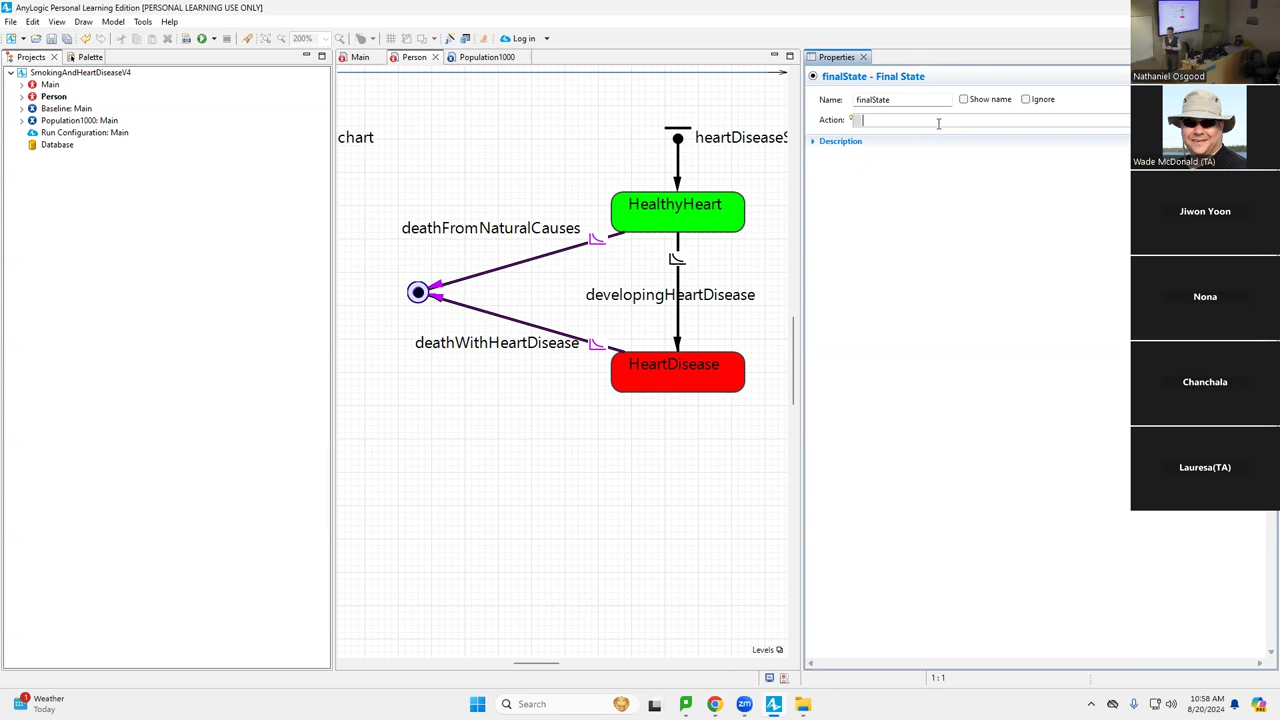 AnyLogic Personal Learning Edition [PERSONAL LEARNING USE ONLY]
File Edit View Draw Model Tools Help
200%
Log in
Projects
Palette
Main
Person
Population1000
Properties
SmokingAndHeartDiseaseV4
Main
Person
Baseline: Main
Population1000: Main
Run Configuration: Main
Database
chart
heartDiseaseS
HealthyHeart
deathFromNaturalCauses
developingHeartDisease
deathWithHeartDisease
HeartDisease
Levels
finalState - Final State
Name:
finalState
Show name
Ignore
Action:
Description
1:1
Nathaniel Osgood
Wade McDonald (TA)
Jiwon Yoon
Nona
Chanchala
Lauresa(TA)
1
Weather
Today
Search
10:58 AM
8/20/2024